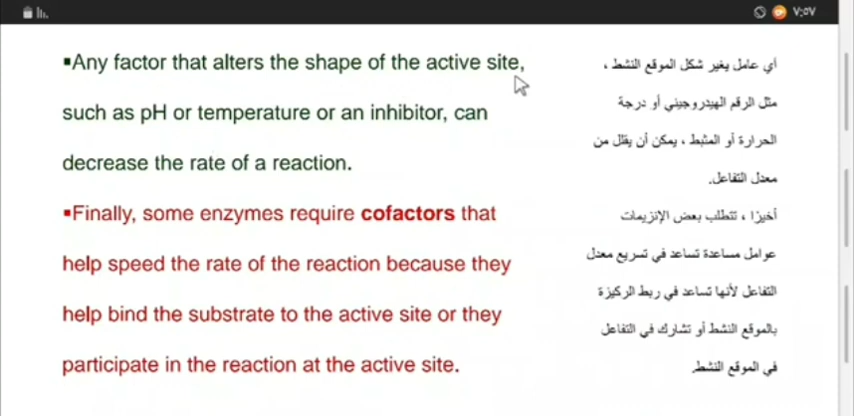 ٧:٥٧
▪Any factor that alters the shape of the active site,
such as pH or temperature or an inhibitor, can
decrease the rate of a reaction.
▪Finally, some enzymes require cofactors that
help speed the rate of the reaction because they
help bind the substrate to the active site or they
participate in the reaction at the active site.
أي عامل يغير شكل الموقع النشط ،
مثل الرقم الهيدروجيني أو درجة
الحرارة أو المثبط ، يمكن أن يقلل من
معدل التفاعل.
أخيرًا ، تتطلب بعض الإنزيمات
عوامل مساعدة تساعد في تسريع معدل
التفاعل لأنها تساعد في ربط الركيزة
بالموقع النشط أو تشارك في التفاعل
في الموقع النشط.